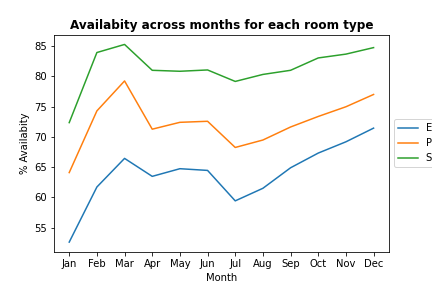 Availabity across months for each room type
85
80
75
70
65
60
55
% Availabity
Jan Feb Mar Apr May Jun Jul Aug Sep Oct Nov Dec
Month
E
P
S